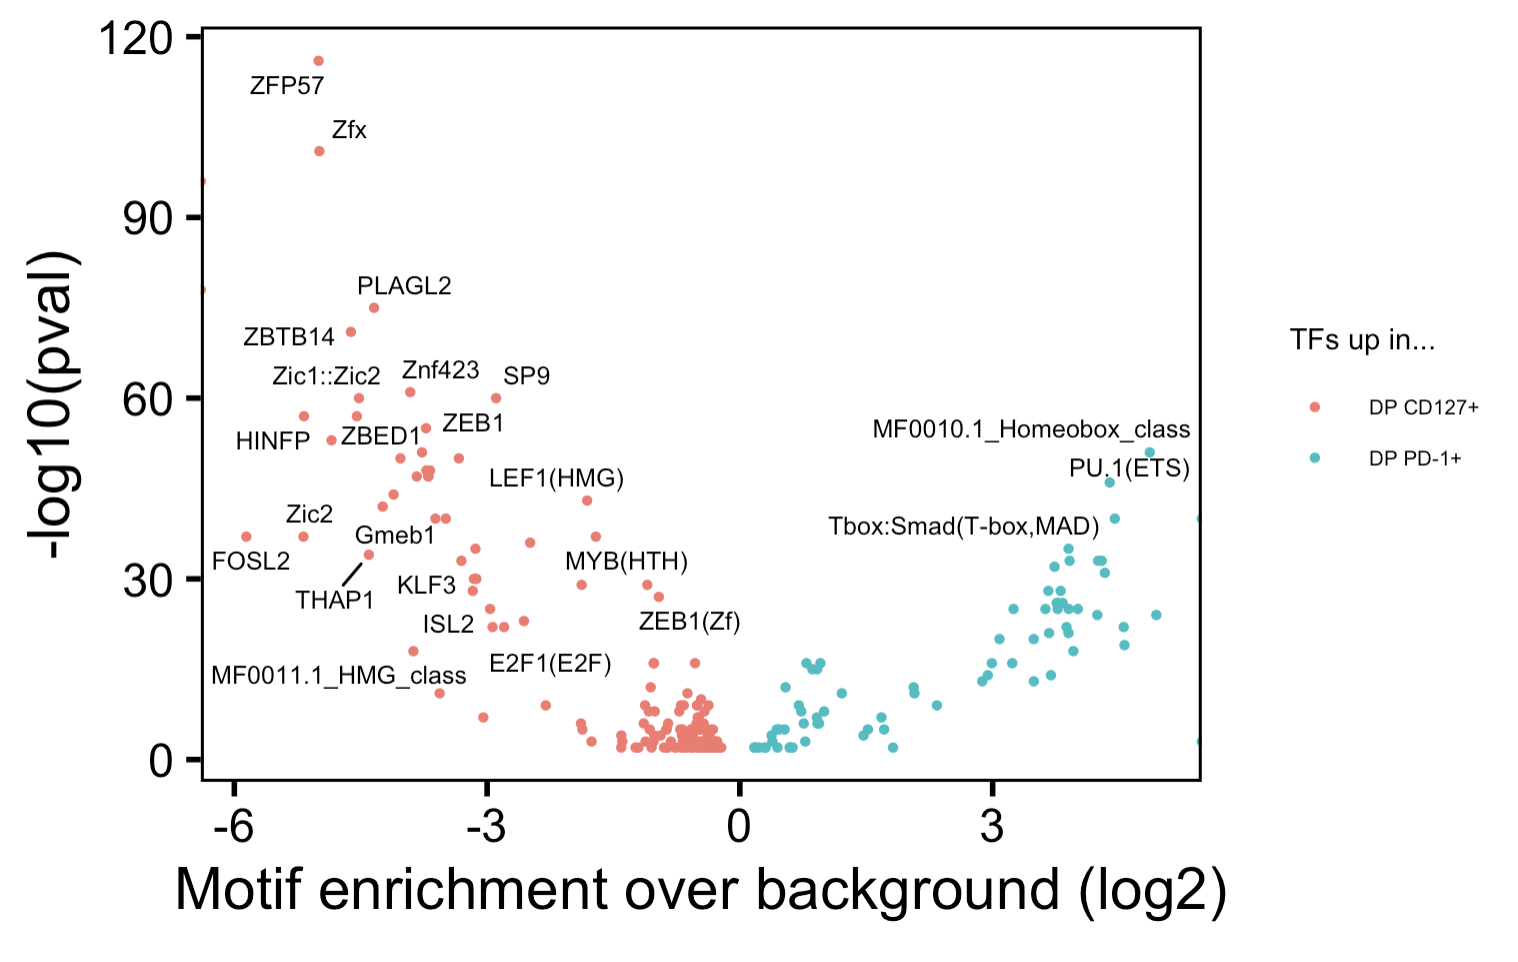 120
ZFP57
Zfx
90
PLAGL2
ZBTB14
Zic1::Zic2
Znf423
SP9
60
HINFP
ZBED1
ZEB1
MF0010.1_Homeobox_class
PU.1(ETS)
LEF1(HMG)
Zic2
Gmeb1
Tbox:Smad(T-box,MAD)
FOSL2
MYB(HTH)
30
THAP1
KLF3
ISL2
ZEB1(Zf)
MF0011.1_HMG_class
E2F1(E2F)
0
-6
-3
0
3
-log10(pval)
Motif enrichment over background (log2)
TFs up in...
DP CD127+
DP PD-1+